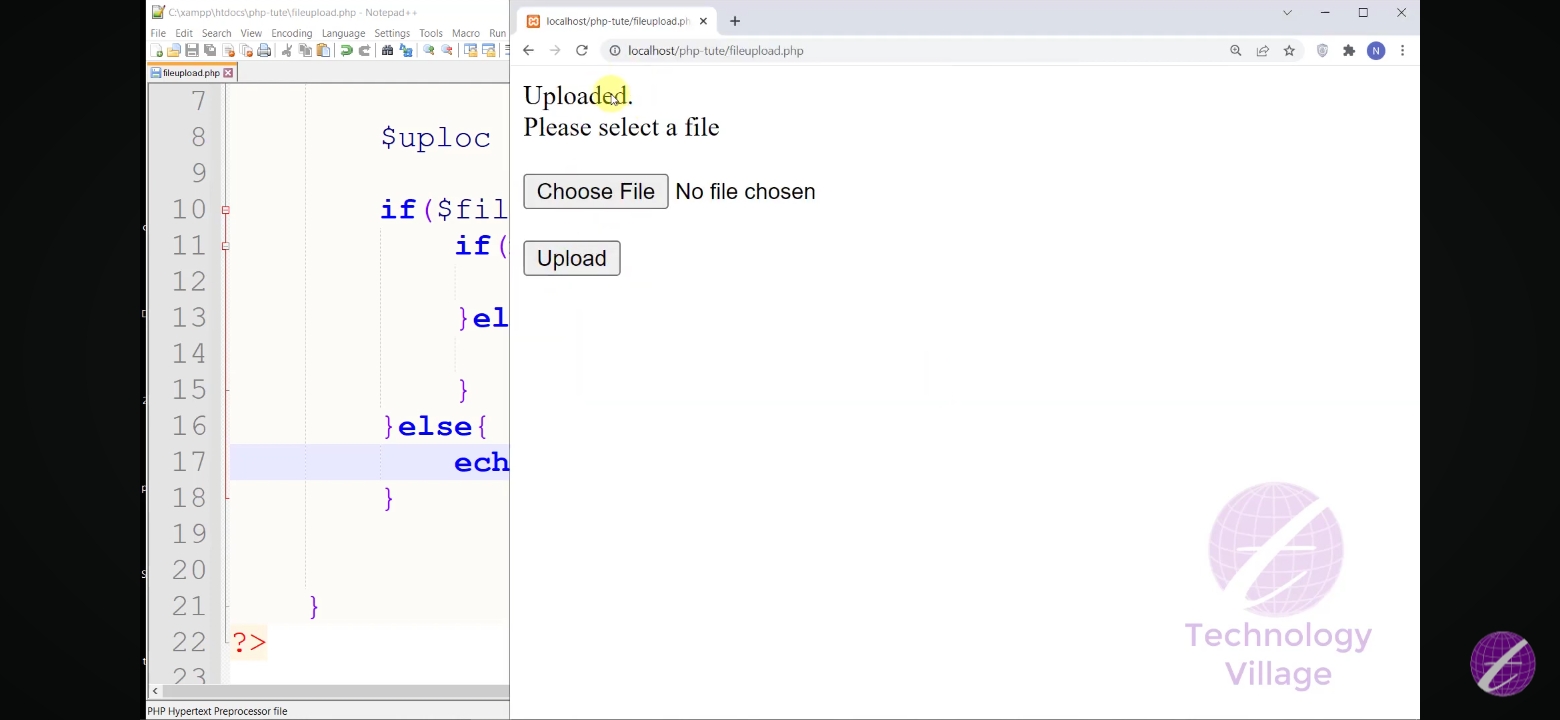 C:\xampp\htdocs\php-tute\fileupload.php - Notepad++
File Edit Search View Encoding Language Settings Tools Macro Run
fileupload.php
7
8 $uploc
9
10 if($fil
11 if(
12
13 }el
14
15 }
16 }else{
17 ech
18 }
19
20
21 }
22 ?>
23
PHP Hypertext Preprocessor file
localhost/php-tute/fileupload.ph
localhost/php-tute/fileupload.php
N
Uploaded.
Please select a file
Choose File No file chosen
Upload
Technology
Village